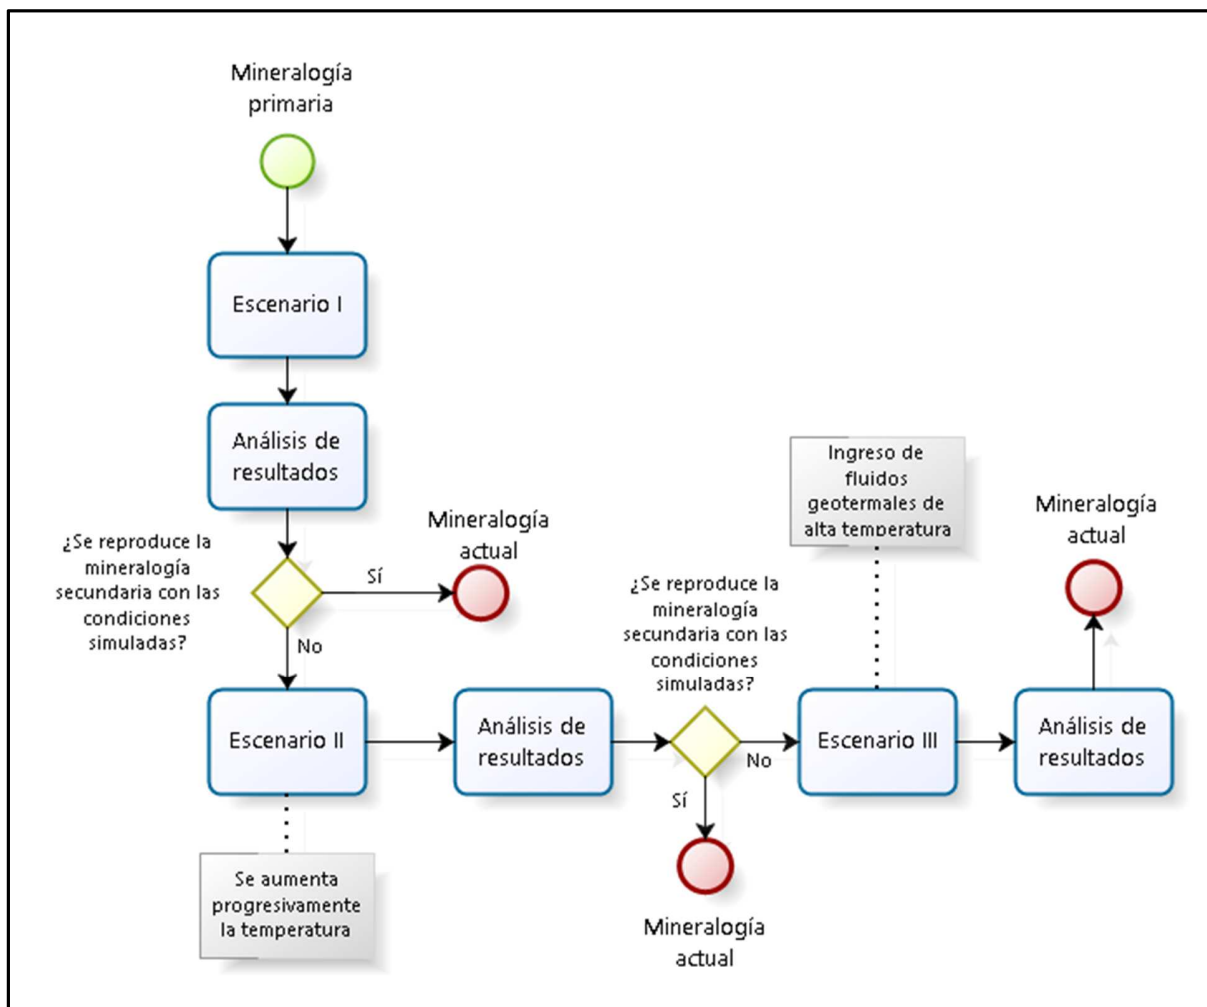 Mineralogía
primaria
Escenario I
Análisis de
resultados
¿Se reproduce la
mineralogía
secundaria con las
condiciones
simuladas?
Sí
Mineralogía
actual
No
Escenario II
Se aumenta
progresivamente
la temperatura
Análisis de
resultados
¿Se reproduce la
mineralogía
secundaria con las
condiciones
simuladas?
Sí
Mineralogía
actual
No
Escenario III
Ingreso de
fluidos
geotermales de
alta temperatura
Análisis de
resultados
Mineralogía
actual